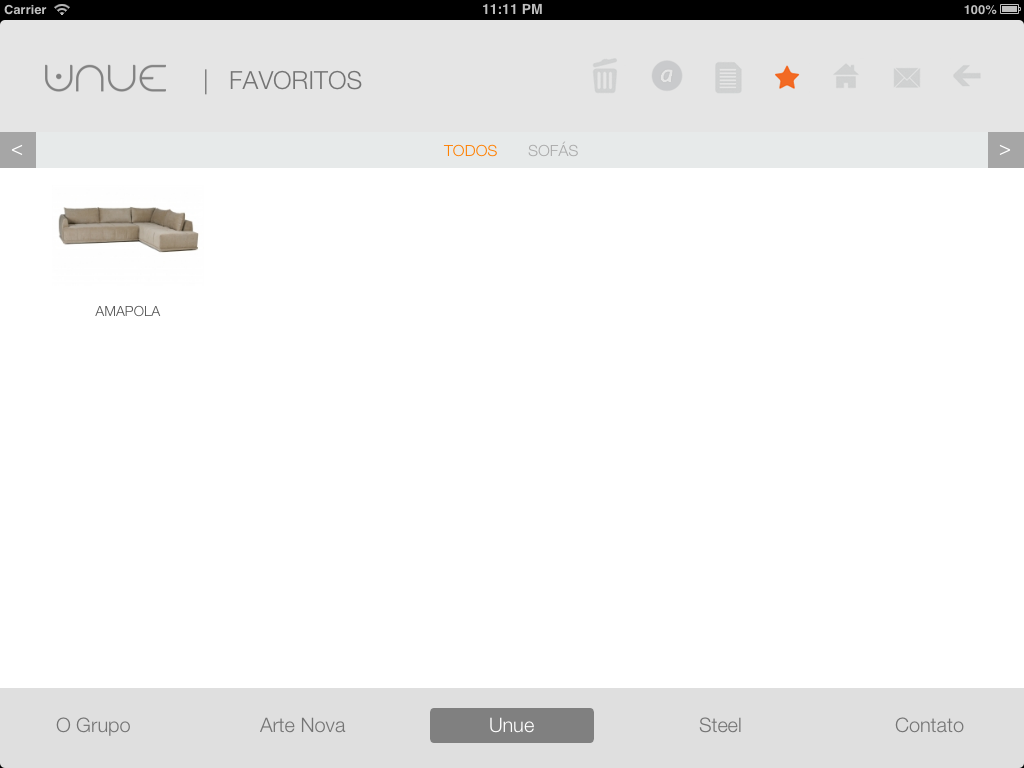 Carrier 11:11 PM 100%
UNUE | FAVORITOS a
< TODOS SOFÁS >
AMAPOLA
O Grupo Arte Nova Unue Steel Contato